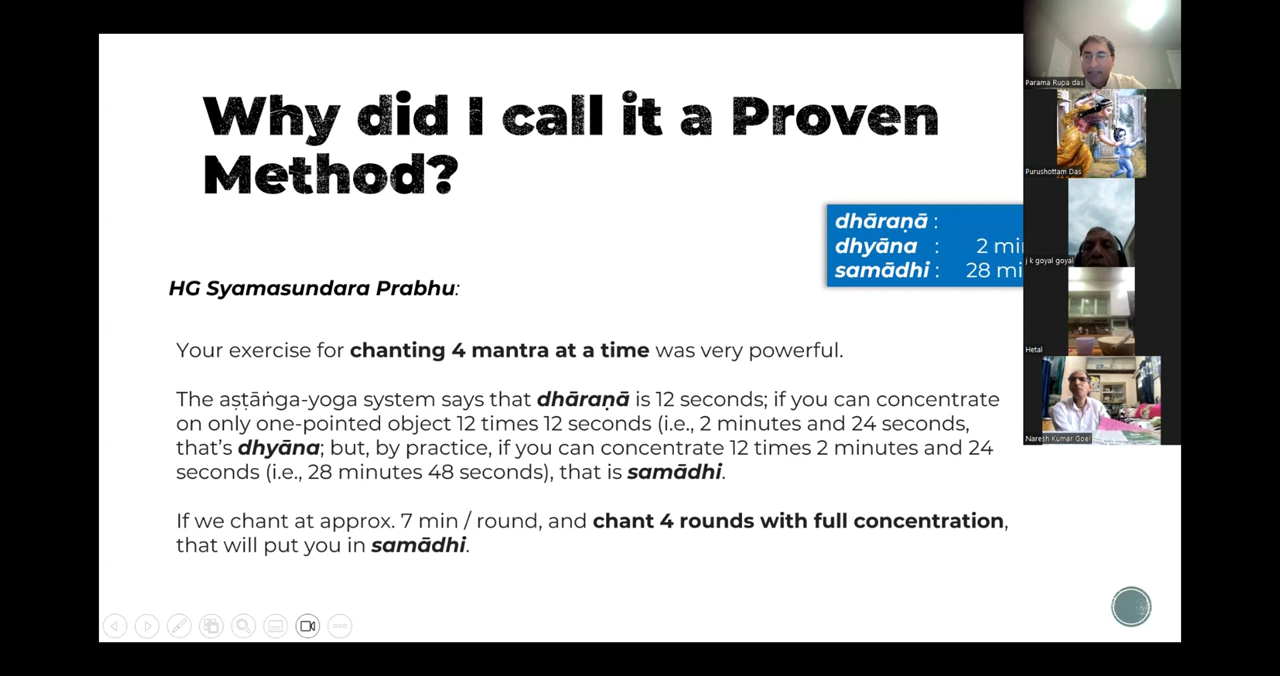 Why did I call it a Proven
Method?
dhāraṇā :
dhyāna : 2 mi
samādhi : 28 mi
HG Syamasundara Prabhu:
Your exercise for chanting 4 mantra at a time was very powerful.
The aṣṭāṅga-yoga system says that dhāraṇā is 12 seconds; if you can concentrate
on only one-pointed object 12 times 12 seconds (i.e., 2 minutes and 24 seconds,
that's dhyāna; but, by practice, if you can concentrate 12 times 2 minutes and 24
seconds (i.e., 28 minutes 48 seconds), that is samādhi.
If we chant at approx. 7 min / round, and chant 4 rounds with full concentration,
that will put you in samādhi.
Parama Rupa das
Purushottam Das
j k goyal goyal
Hetal
Naresh Kumar Goel